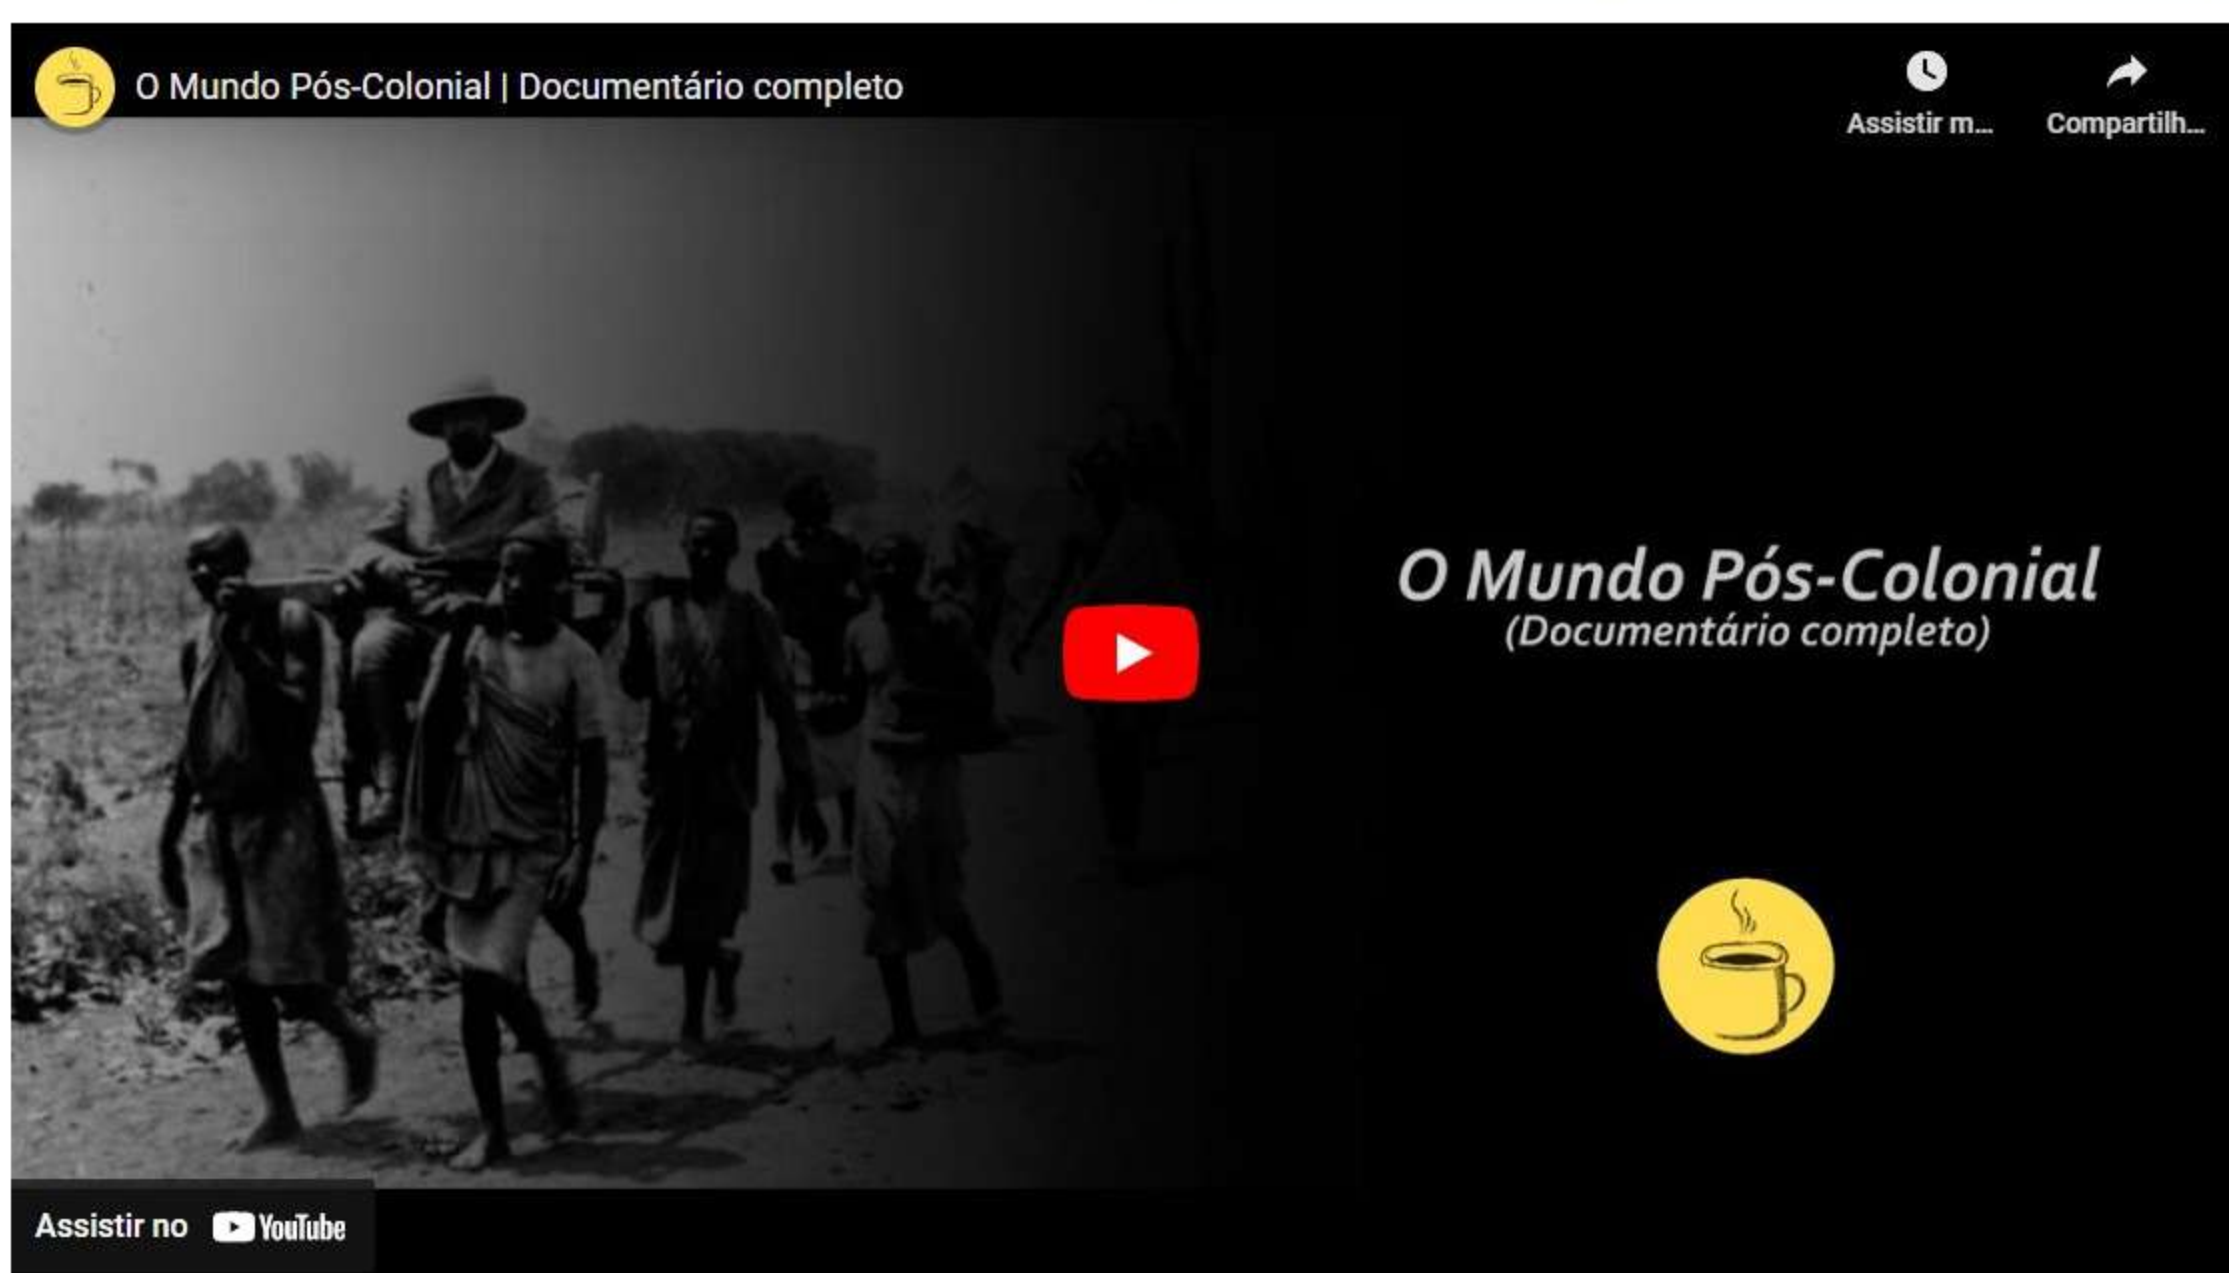 O Mundo Pós-Colonial | Documentário completo
Assistir m...
Compartilh...
O Mundo Pós-Colonial
(Documentário completo)
Assistir no YouTube